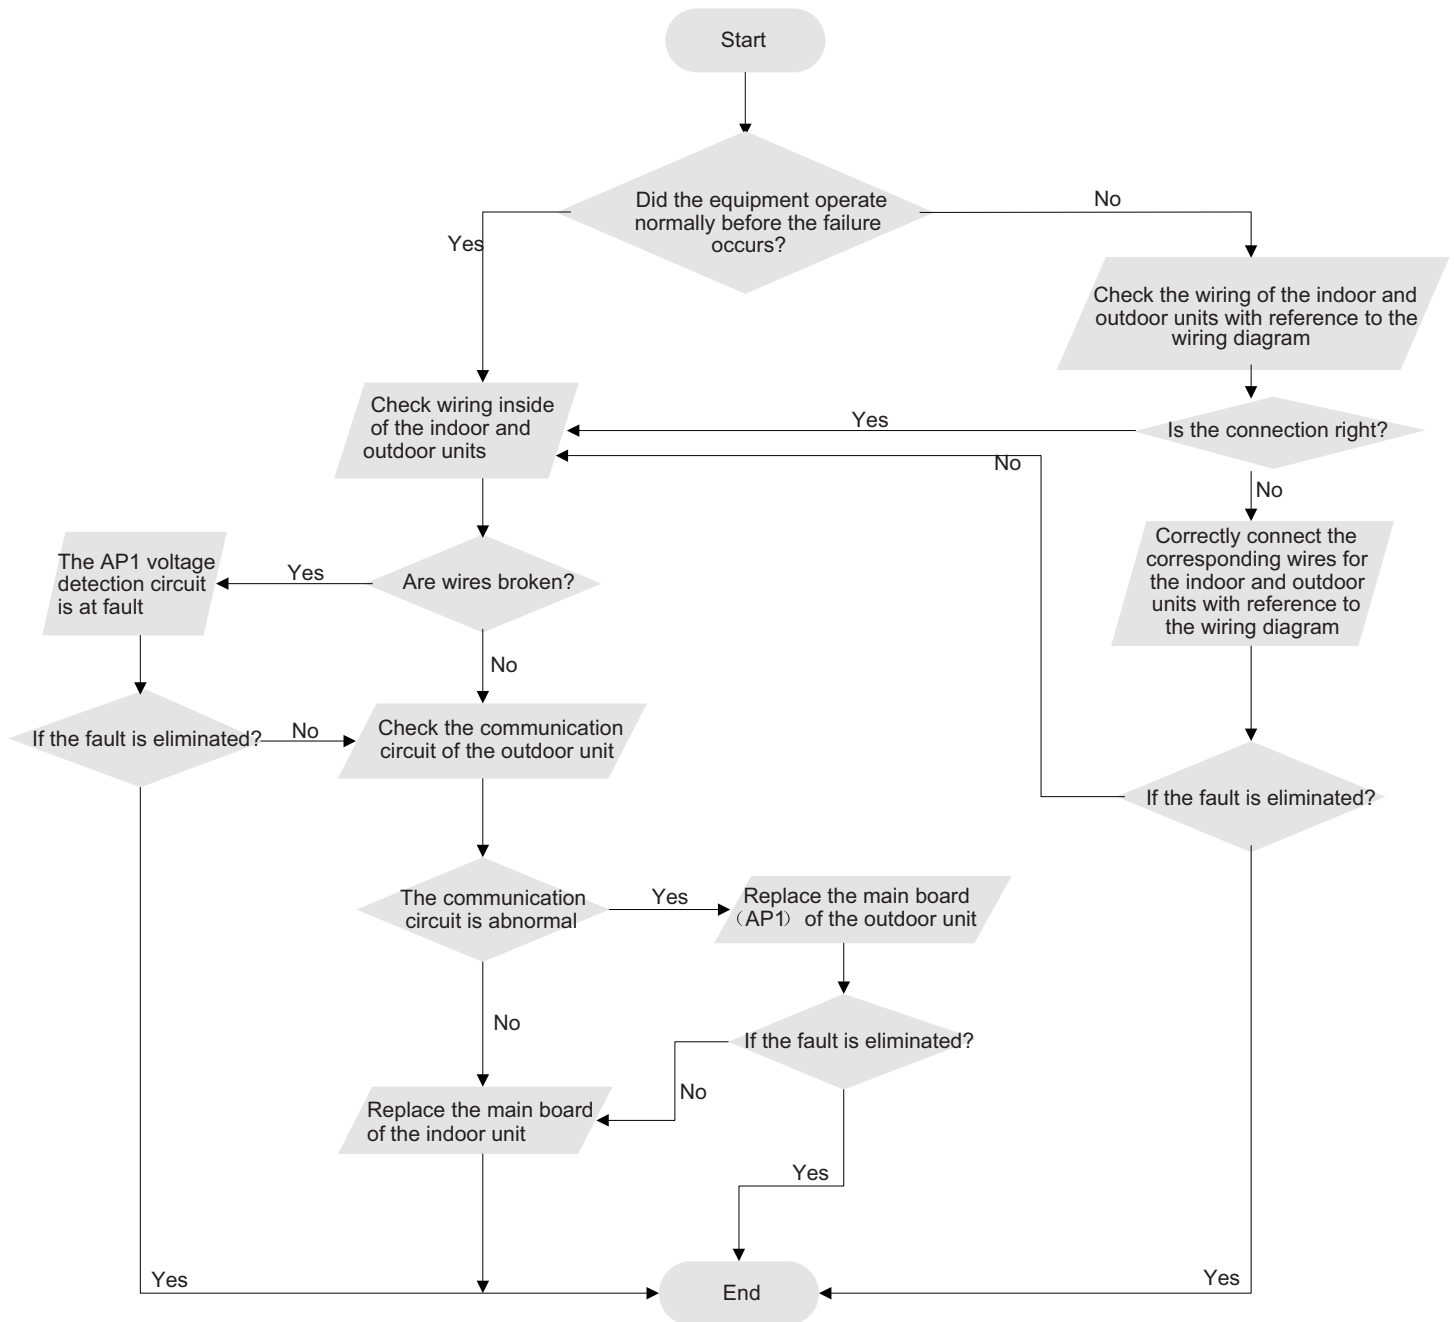 Start
Did the equipment operate
normally before the failure
occurs?
No
Yes
Check the wiring of the indoor and
outdoor units with reference to the
wiring diagram
Check wiring inside
of the indoor and
outdoor units
Yes
Is the connection right?
No
No
Correctly connect the
corresponding wires for
the indoor and outdoor
units with reference to
the wiring diagram
The AP1 voltage
detection circuit
is at fault
Yes
Are wires broken?
No
If the fault is eliminated?
No
Check the communication
circuit of the outdoor unit
If the fault is eliminated?
The communication
circuit is abnormal
Yes
Replace the main board
（AP1） of the outdoor unit
No
If the fault is eliminated?
No
Replace the main board
of the indoor unit
Yes
Yes
End
Yes